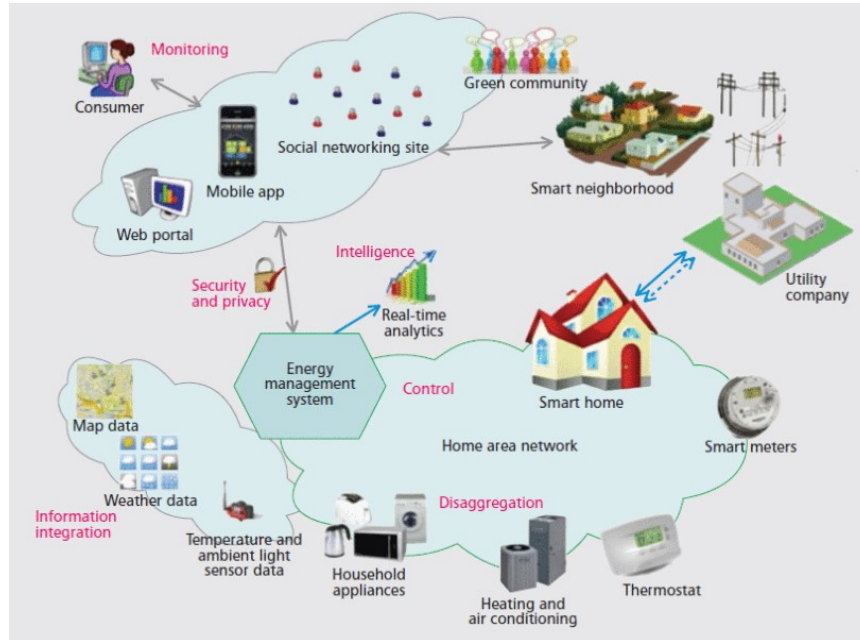 Monitoring
Consumer
Green community
Social networking site
Mobile app
Smart neighborhood
Web portal
Intelligence
Security
and privacy
Utility
company
Real-time
analytics
Energy
management
system
Control
Smart home
Map data
Home area network
Smart meters
Weather data
Disaggregation
Information
integration
Temperature and
ambient light
sensor data
Household
appliances
Thermostat
Heating and
air conditioning